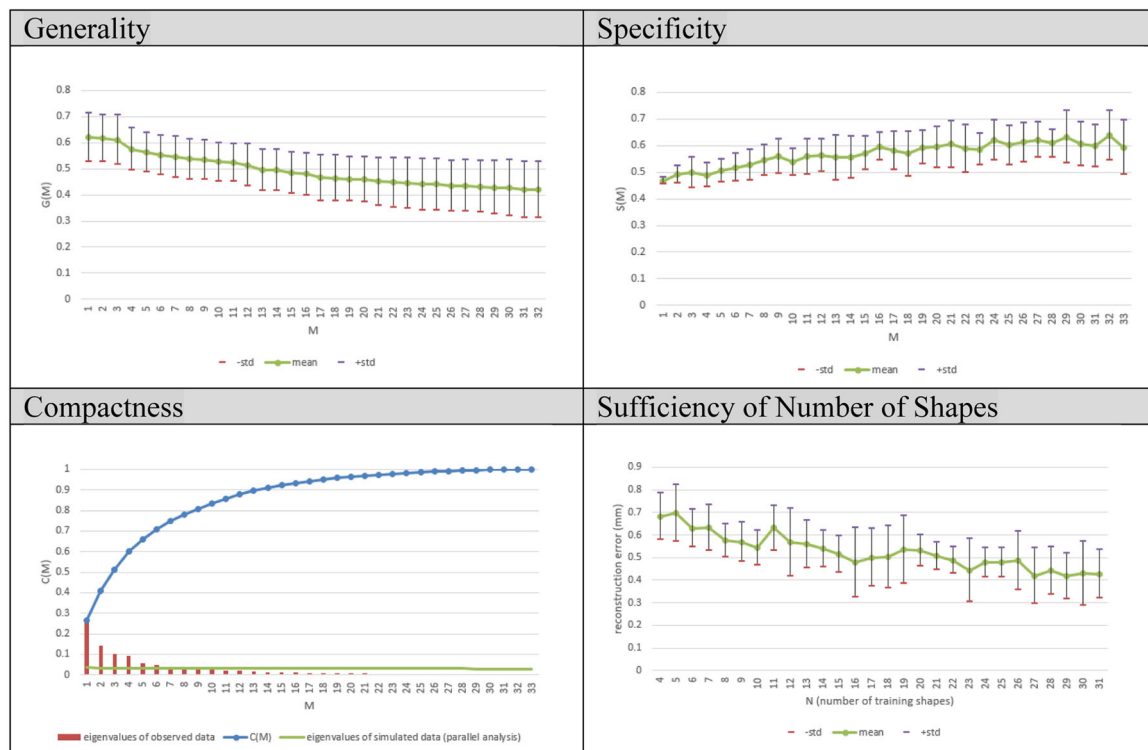 Generality
0.8
0.7
0.6
0.5
0.4
0.3
0.2
0.1
0
G(M)
1 2 3 4 5 6 7 8 9 10 11 12 13 14 15 16 17 18 19 20 21 22 23 24 25 26 27 28 29 30 31 32
M
-std mean +std
Specificity
0.8
0.7
0.6
0.5
0.4
0.3
0.2
0.1
0
S(M)
1 2 3 4 5 6 7 8 9 10 11 12 13 14 15 16 17 18 19 20 21 22 23 24 25 26 27 28 29 30 31 32 33
M
-std mean +std
Compactness
1
0.9
0.8
0.7
0.6
0.5
0.4
0.3
0.2
0.1
0
C(M)
1 2 3 4 5 6 7 8 9 10 11 12 13 14 15 16 17 18 19 20 21 22 23 24 25 26 27 28 29 30 31 32 33
M
eigenvalues of observed data C(M) eigenvalues of simulated data (parallel analysis)
Sufficiency of Number of Shapes
0.9
0.8
0.7
0.6
0.5
0.4
0.3
0.2
0.1
0
reconstruction error (mm)
4 5 6 7 8 9 10 11 12 13 14 15 16 17 18 19 20 21 22 23 24 25 26 27 28 29 30 31
N (number of training shapes)
-std mean +std